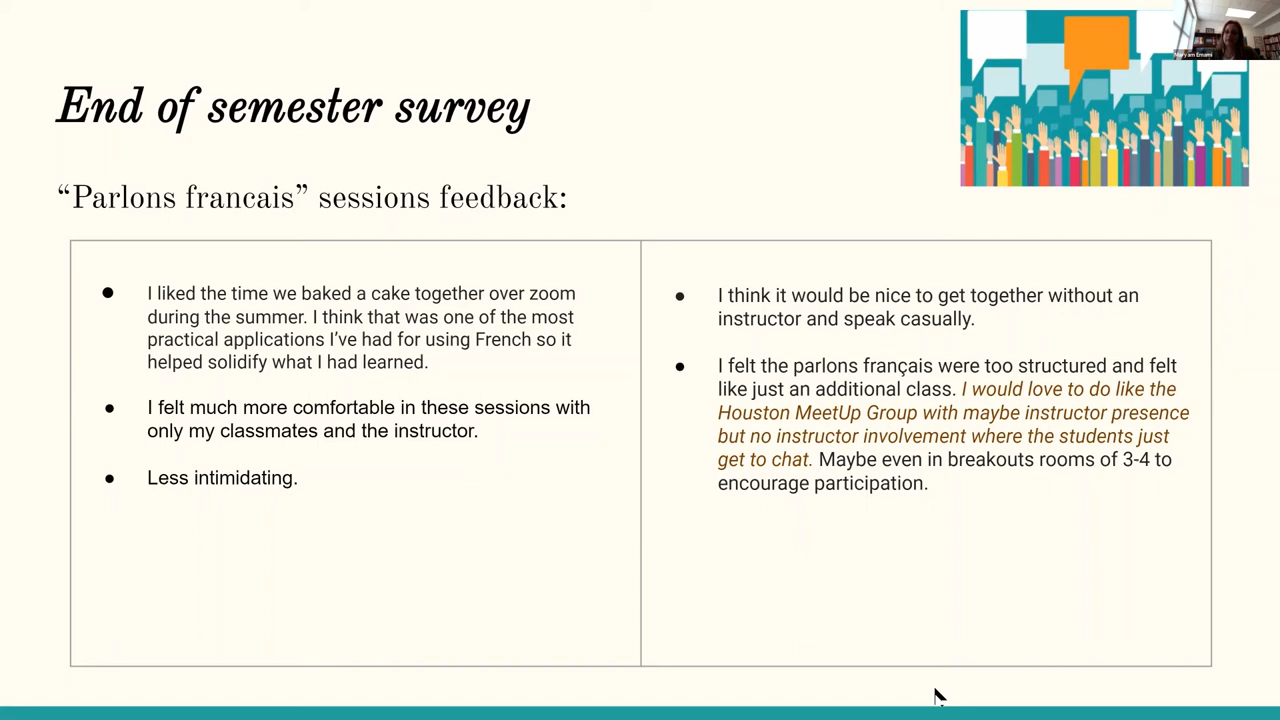 Maryam Emami
End of semester survey
“Parlons francais” sessions feedback:
● I liked the time we baked a cake together over zoom
during the summer. I think that was one of the most
practical applications I’ve had for using French so it
helped solidify what I had learned.
● I felt much more comfortable in these sessions with
only my classmates and the instructor.
● Less intimidating.
● I think it would be nice to get together without an
instructor and speak casually.
● I felt the parlons français were too structured and felt
like just an additional class. I would love to do like the
Houston MeetUp Group with maybe instructor presence
but no instructor involvement where the students just
get to chat. Maybe even in breakouts rooms of 3-4 to
encourage participation.